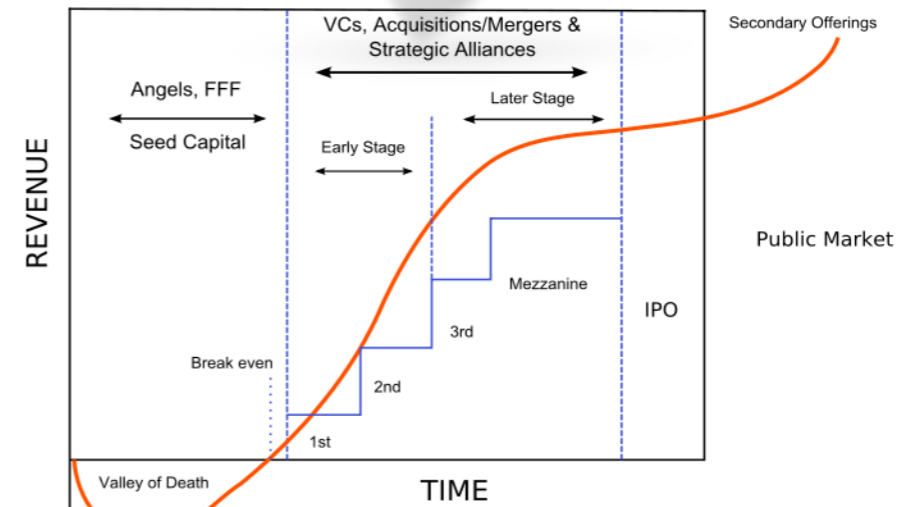 VCs, Acquisitions/Mergers &
Strategic Alliances
Secondary Offerings
Angels, FFF
Seed Capital
Later Stage
Early Stage
REVENUE
Public Market
Mezzanine
IPO
3rd
Break even
2nd
1st
Valley of Death
TIME